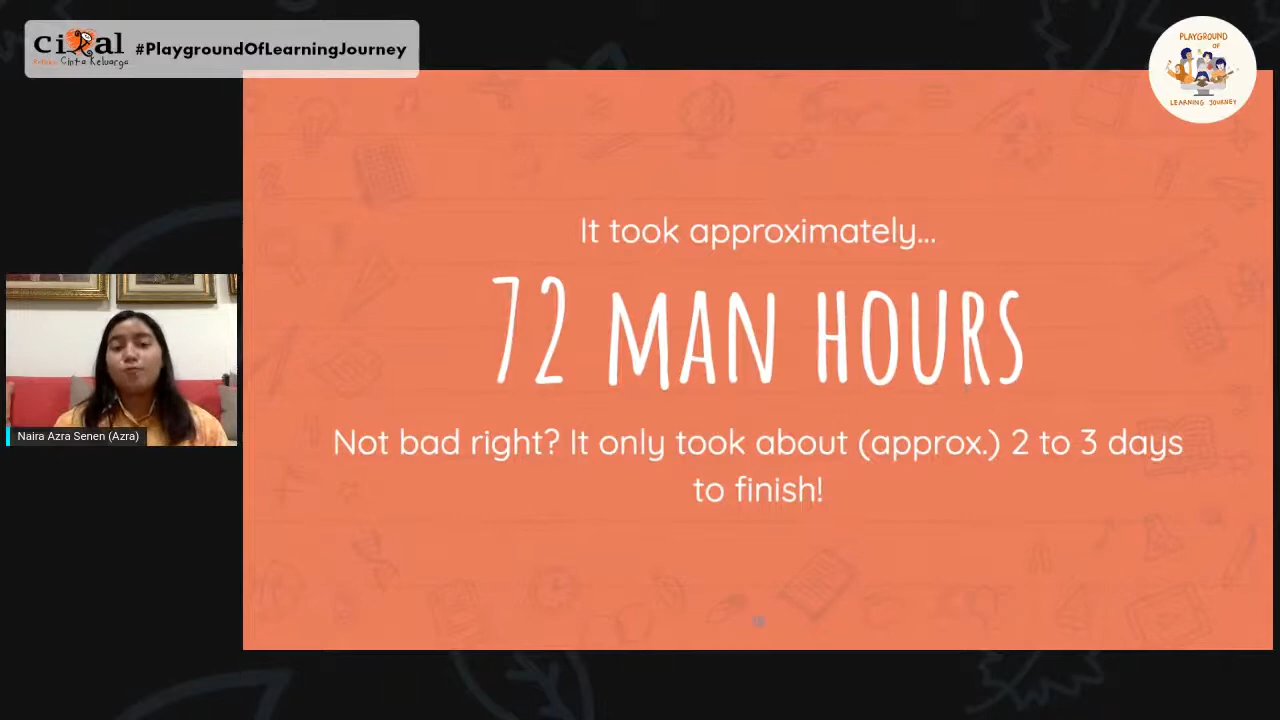 cikal
#PlaygroundOfLearningJourney
Cinta Keluarga
PLAYGROUND
OF
LEARNING JOURNEY
It took approximately...
72 MAN HOURS
Not bad right? It only took about (approx.) 2 to 3 days
to finish!
Naira Azra Senen (Azra)